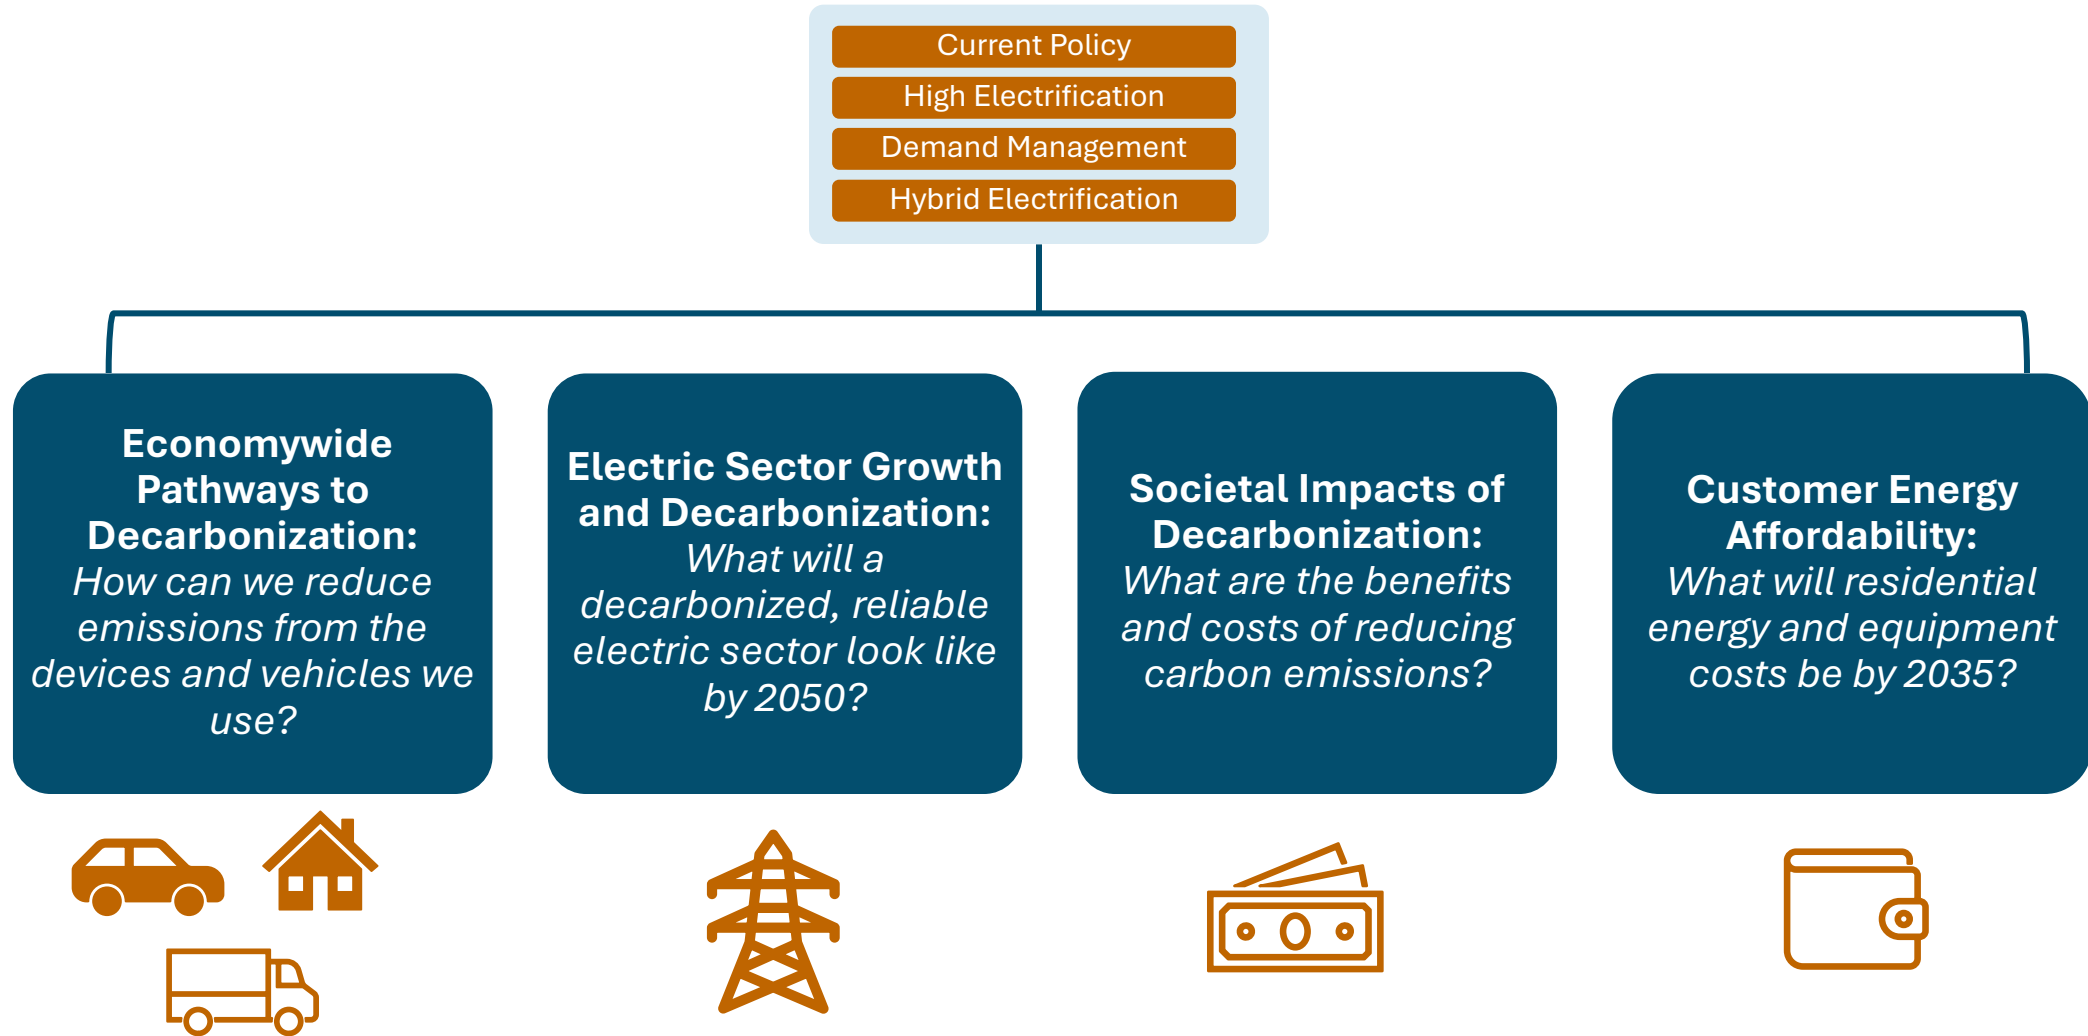 Current Policy
High Electrification
Demand Management
Hybrid Electrification
Economywide
Pathways to
Decarbonization:
How can we reduce
emissions from the
devices and vehicles we
use?
Electric Sector Growth
and Decarbonization:
What will a
decarbonized, reliable
electric sector look like
by 2050?
Societal Impacts of
Decarbonization:
What are the benefits
and costs of reducing
carbon emissions?
Customer Energy
Affordability:
What will residential
energy and equipment
costs be by 2035?